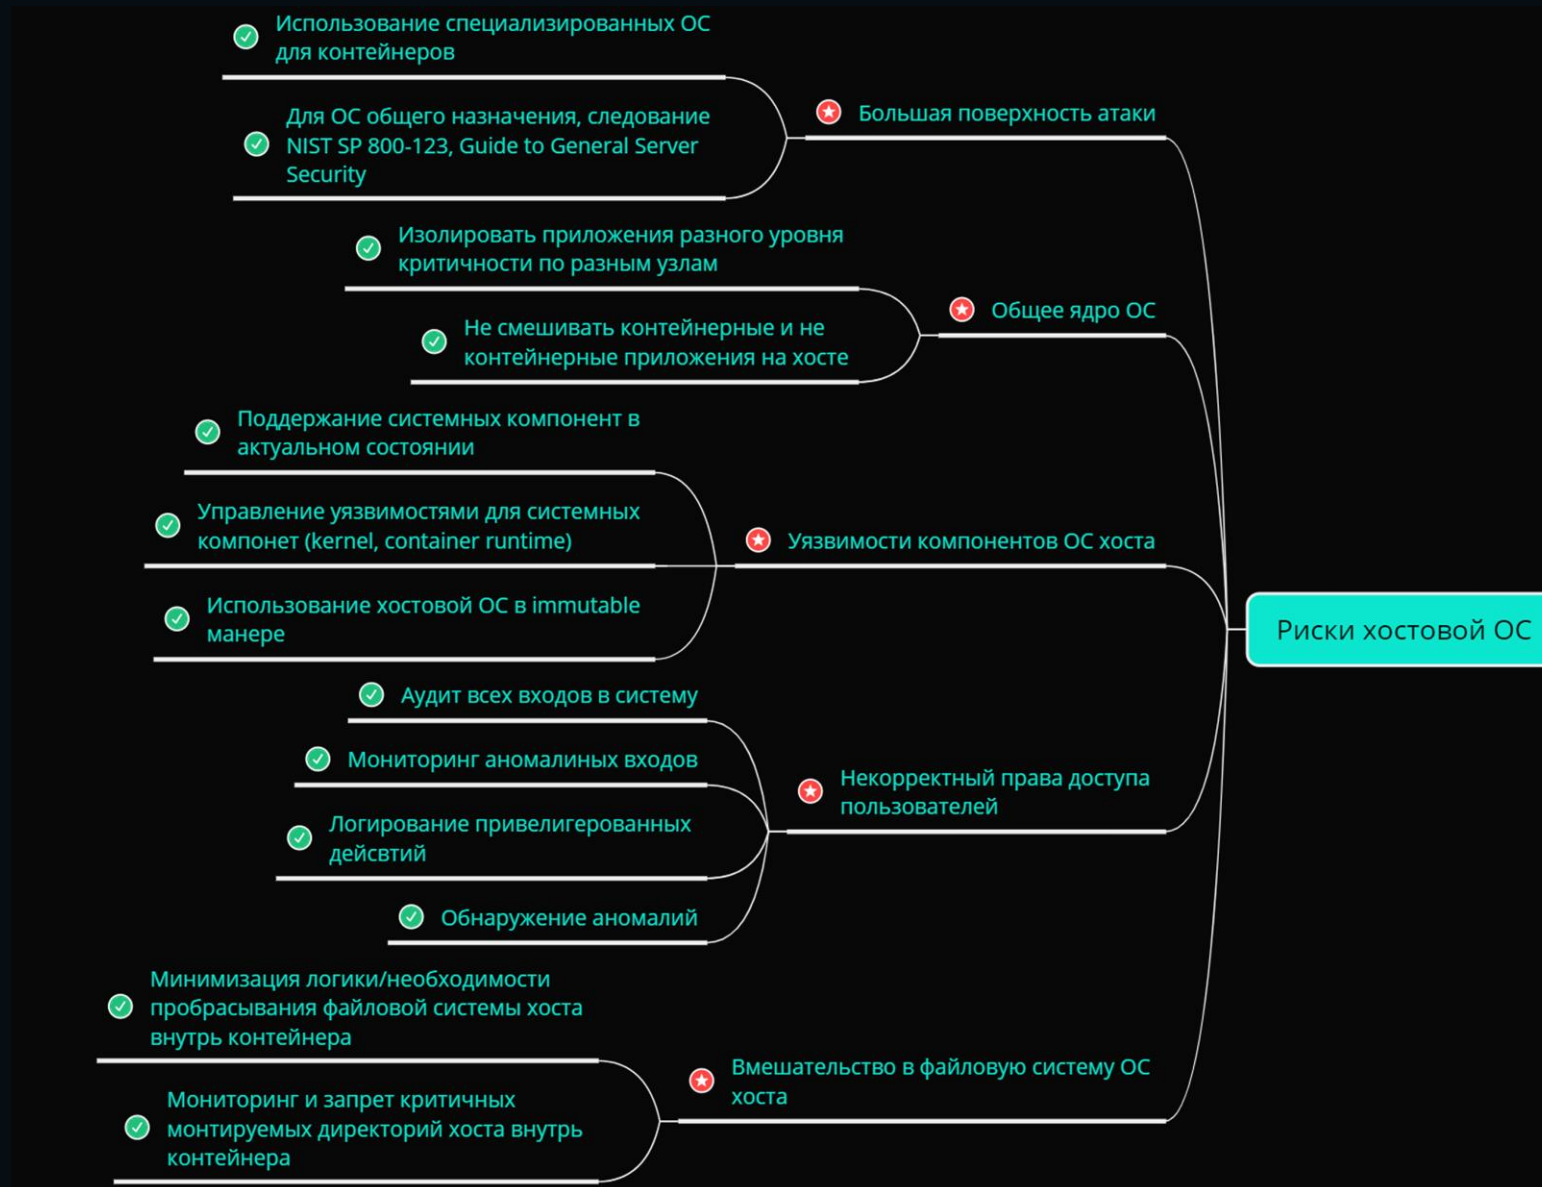 Использование специализированных ОС
для контейнеров
Для ОС общего назначения, следование
NIST SP 800-123, Guide to General Server
Security
Большая поверхность атаки
Изолировать приложения разного уровня
критичности по разным узлам
Не смешивать контейнерные и не
контейнерные приложения на хосте
Общее ядро ОС
Поддержание системных компонент в
актуальном состоянии
Управление уязвимостями для системных
компонет (kernel, container runtime)
Использование хостовой ОС в immutable
манере
Уязвимости компонентов ОС хоста
Риски хостовой ОС
Аудит всех входов в систему
Мониторинг аномалиных входов
Логирование привелигерованных
дейсвтий
Обнаружение аномалий
Некорректный права доступа
пользователей
Минимизация логики/необходимости
пробрасывания файловой системы хоста
внутрь контейнера
Мониторинг и запрет критичных
монтируемых директорий хоста внутрь
контейнера
Вмешательство в файловую систему ОС
хоста